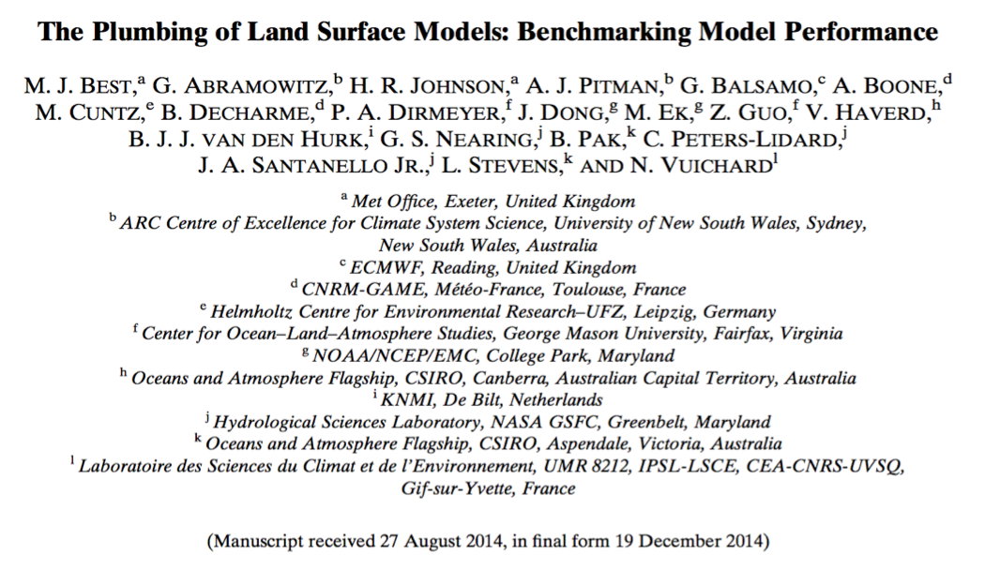 The Plumbing of Land Surface Models: Benchmarking Model Performance
M. J. BEST,a G. ABRAMOWITZ,b H. R. JOHNSON,a A. J. PITMAN,b G. BALSAMO,c A. BOONE,d
M. CUNTZ,e B. DECHARME,d P. A. DIRMEYER,f J. DONG,g M. EK,g Z. GUO,f V. HAVERD,h
B. J. J. VAN DEN HURK,i G. S. NEARING,j B. PAK,k C. PETERS-LIDARD,j
J. A. SANTANELLO JR.,j L. STEVENS,k AND N. VUICHARDl
a Met Office, Exeter, United Kingdom
b ARC Centre of Excellence for Climate System Science, University of New South Wales, Sydney,
New South Wales, Australia
c ECMWF, Reading, United Kingdom
d CNRM-GAME, Météo-France, Toulouse, France
e Helmholtz Centre for Environmental Research–UFZ, Leipzig, Germany
f Center for Ocean–Land–Atmosphere Studies, George Mason University, Fairfax, Virginia
g NOAA/NCEP/EMC, College Park, Maryland
h Oceans and Atmosphere Flagship, CSIRO, Canberra, Australian Capital Territory, Australia
i KNMI, De Bilt, Netherlands
j Hydrological Sciences Laboratory, NASA GSFC, Greenbelt, Maryland
k Oceans and Atmosphere Flagship, CSIRO, Aspendale, Victoria, Australia
l Laboratoire des Sciences du Climat et de l'Environnement, UMR 8212, IPSL-LSCE, CEA-CNRS-UVSQ,
Gif-sur-Yvette, France
(Manuscript received 27 August 2014, in final form 19 December 2014)